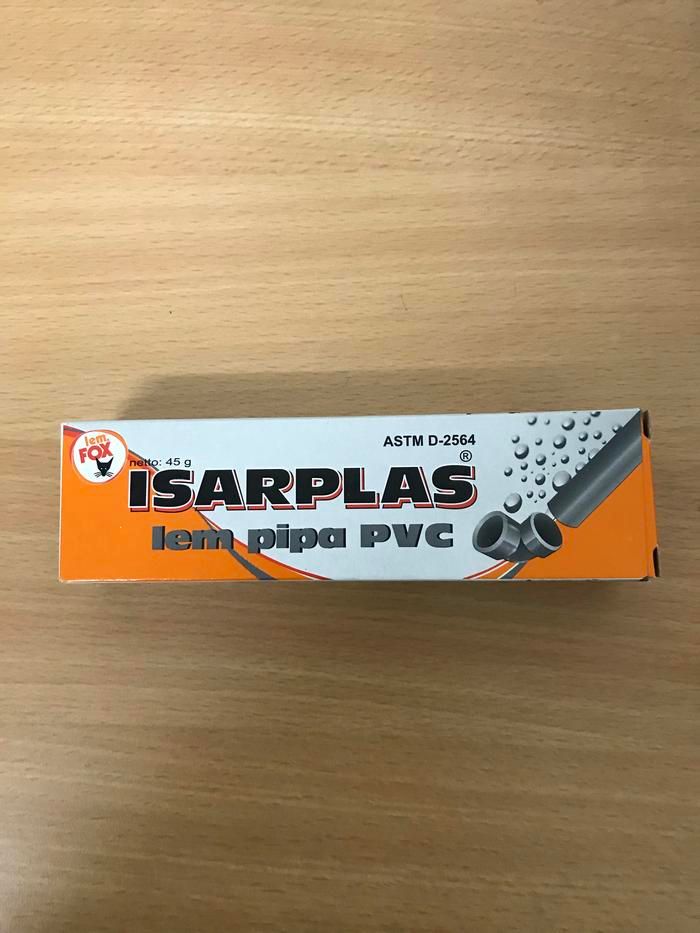 lem
FOX
netto: 45 g
ASTM D-2564
ISARPLAS®
lem pipa PVC